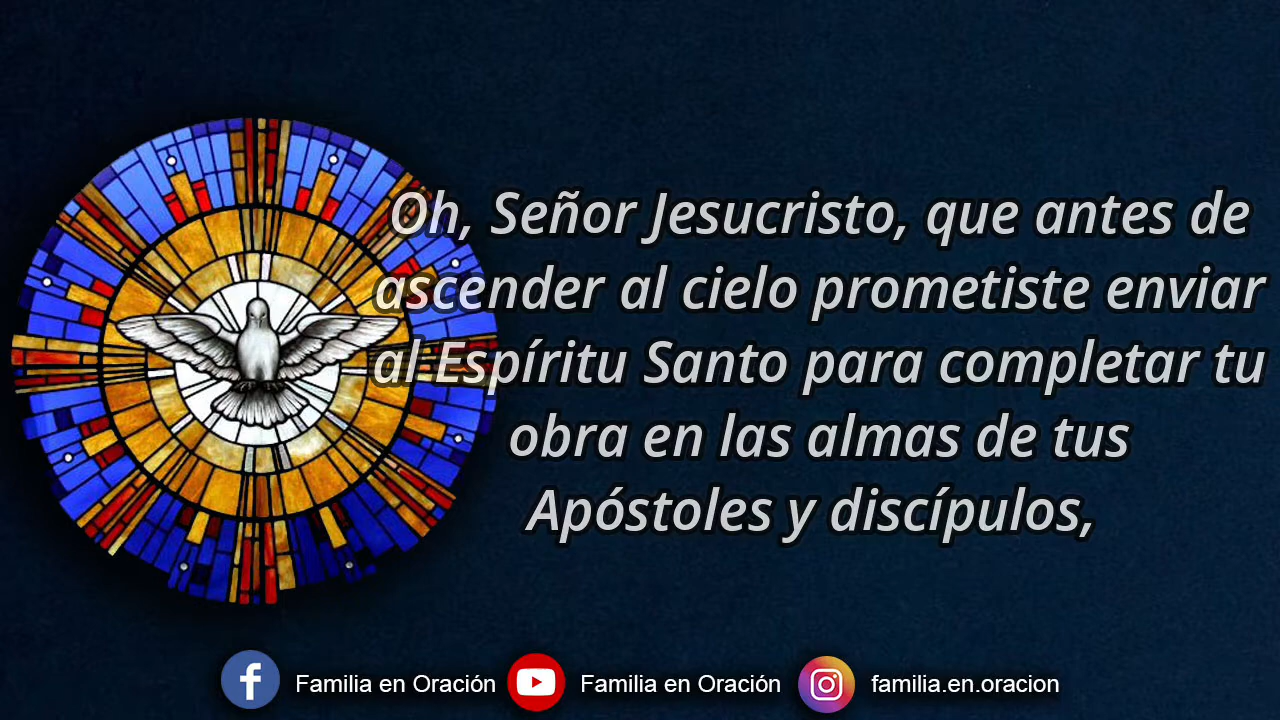 Oh, Señor Jesucristo, que antes de
ascender al cielo prometiste enviar
al Espíritu Santo para completar tu
obra en las almas de tus
Apóstoles y discípulos,
Familia en Oración
Familia en Oración
familia.en.oracion